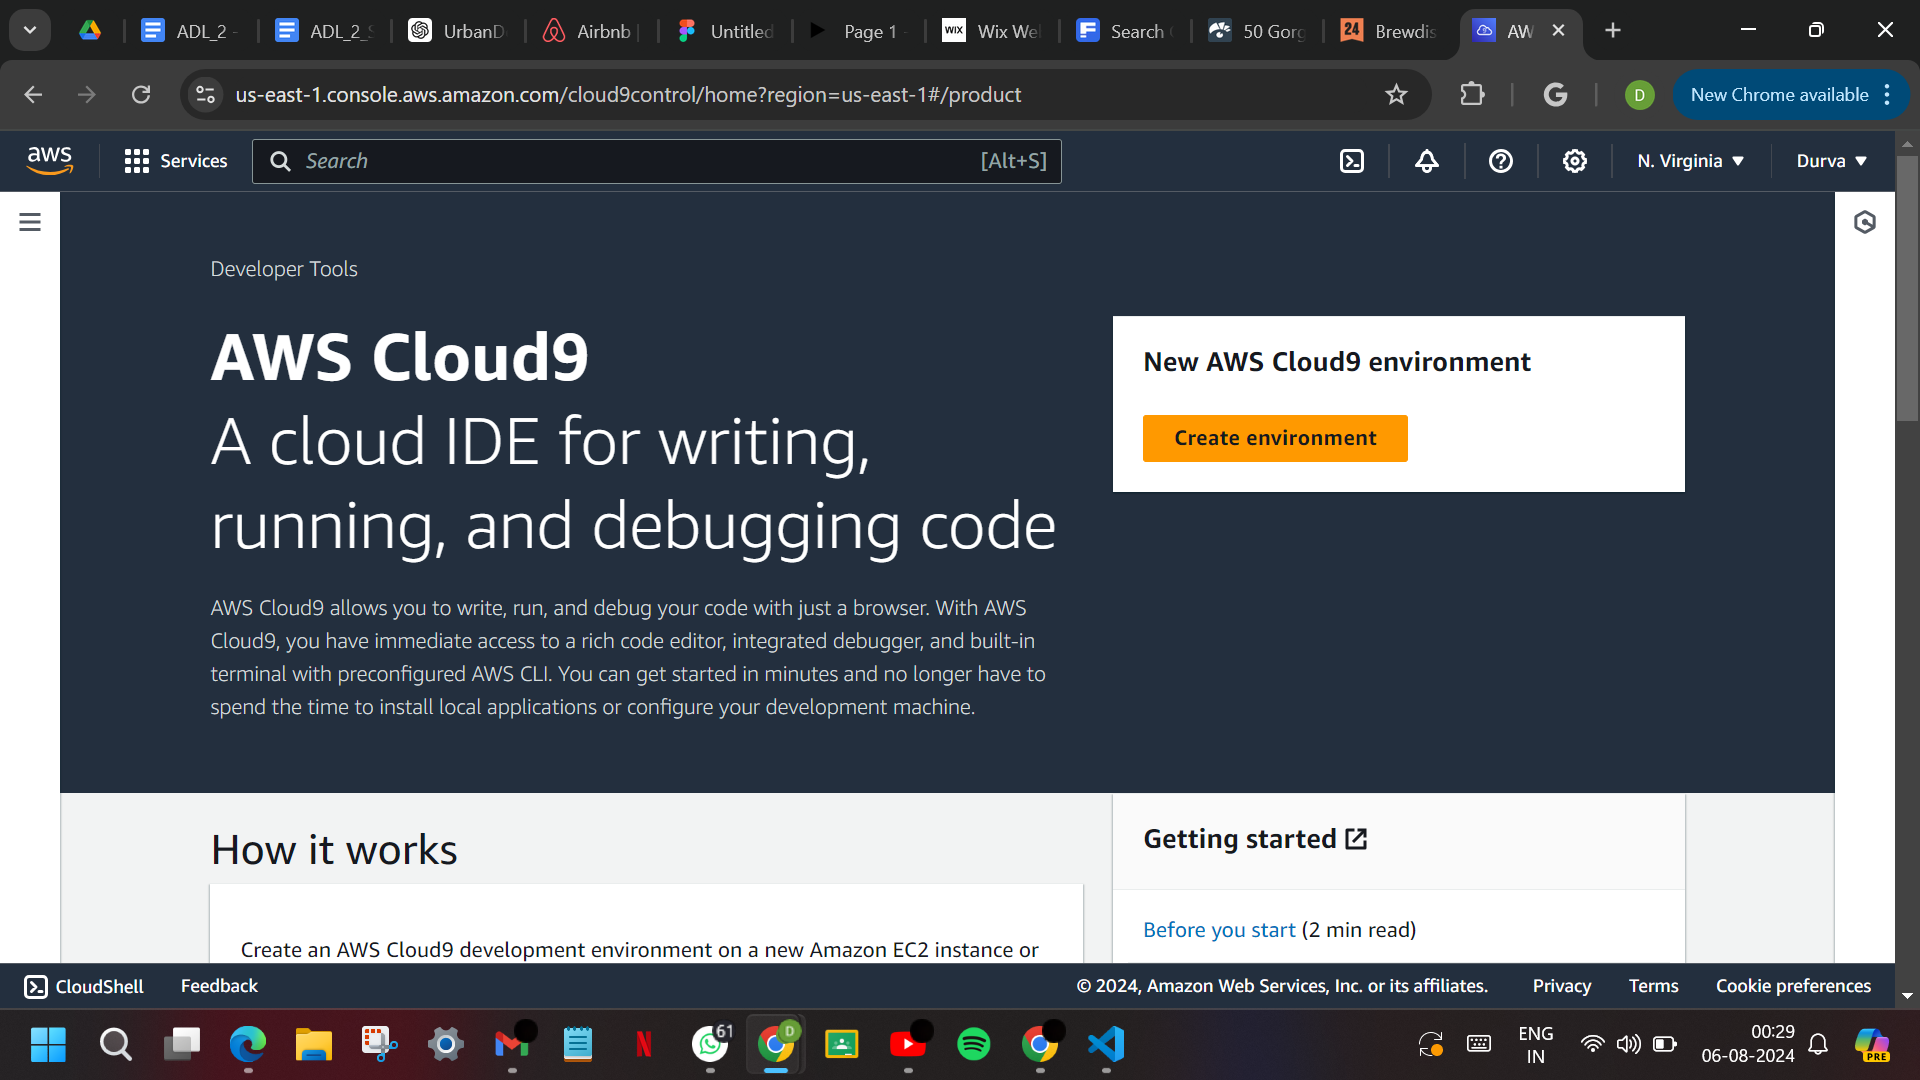 ADL_2 -
ADL_2_S
UrbanD
Airbnb |
Untitled
Page 1 -
WIX
Wix We
Search
50 Gorg
24
Brewdis
AW
us-east-1.console.aws.amazon.com/cloud9control/home?region=us-east-1#/product
D
New Chrome available
aws
Services
Search
[Alt+S]
N. Virginia
Durva
Developer Tools
AWS Cloud9
A cloud IDE for writing,
running, and debugging code
AWS Cloud9 allows you to write, run, and debug your code with just a browser. With AWS
Cloud9, you have immediate access to a rich code editor, integrated debugger, and built-in
terminal with preconfigured AWS CLI. You can get started in minutes and no longer have to
spend the time to install local applications or configure your development machine.
New AWS Cloud9 environment
Create environment
How it works
Create an AWS Cloud9 development environment on a new Amazon EC2 instance or
Getting started
Before you start (2 min read)
CloudShell
Feedback
© 2024, Amazon Web Services, Inc. or its affiliates.
Privacy
Terms
Cookie preferences
61
D
ENG
IN
00:29
06-08-2024
PRE